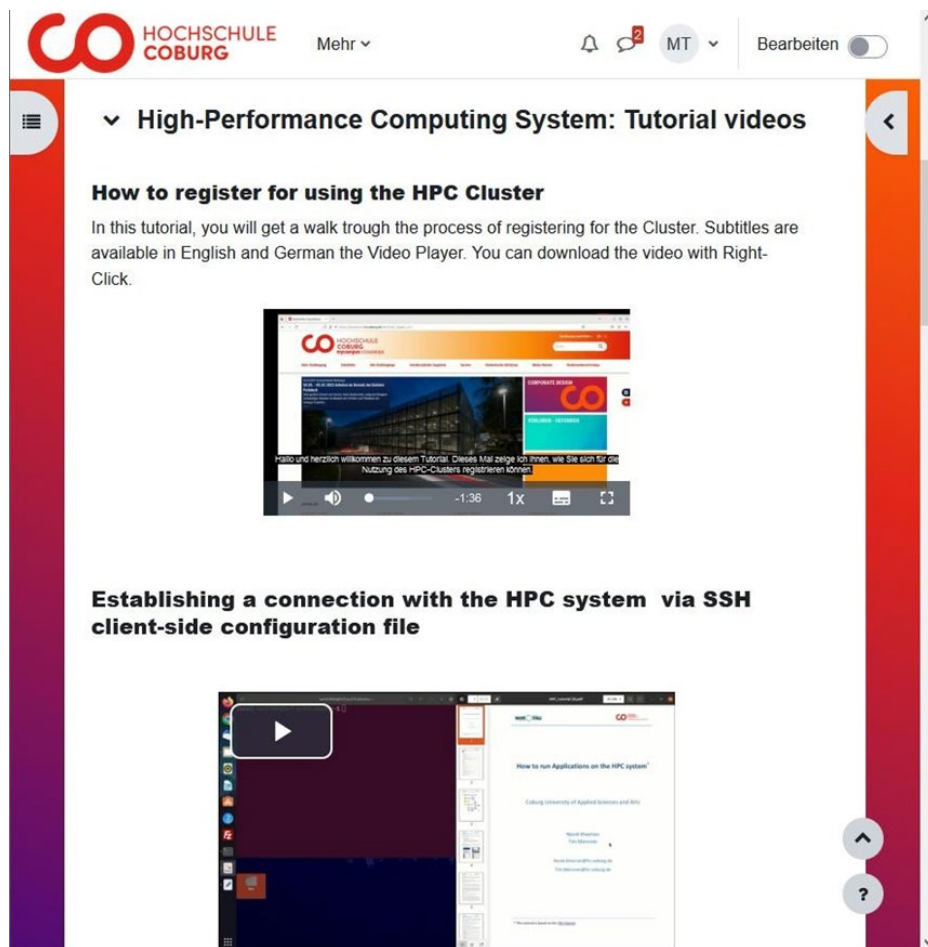 HOCHSCHULE
COBURG
Mehr
2
MT
Bearbeiten
High-Performance Computing System: Tutorial videos
How to register for using the HPC Cluster
In this tutorial, you will get a walk trough the process of registering for the Cluster. Subtitles are
available in English and German the Video Player. You can download the video with Right-
Click.
HOCHSCHULE
COBURG
CORPORATE DESIGN
Hallo und herzlich willkommen zu diesem Tutorial. Dieses Mal zeige ich Ihnen, wie Sie sich für die
Nutzung des HPC-Clusters registrieren können.
-1:36
1x
Establishing a connection with the HPC system via SSH
client-side configuration file
How to run Applications on the HPC system
Coburg University of Applied Sciences and Arts
?